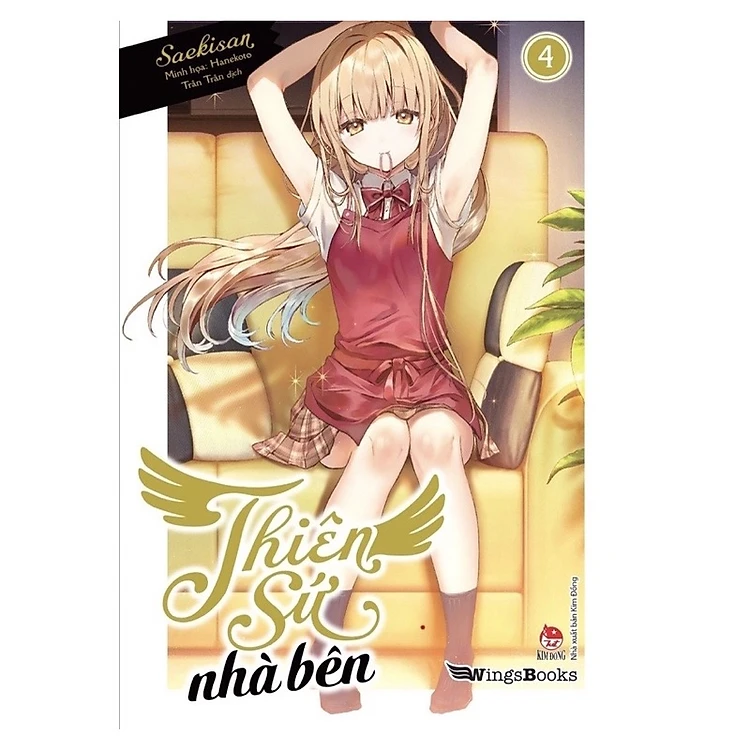 Saekisan
Minh họa: Hanekoto
Trân Trân dịch
4
Thiên
Sứ
nhà bên
KIM ĐỒNG
WingsBooks
Nhà xuất bản Kim Đồng